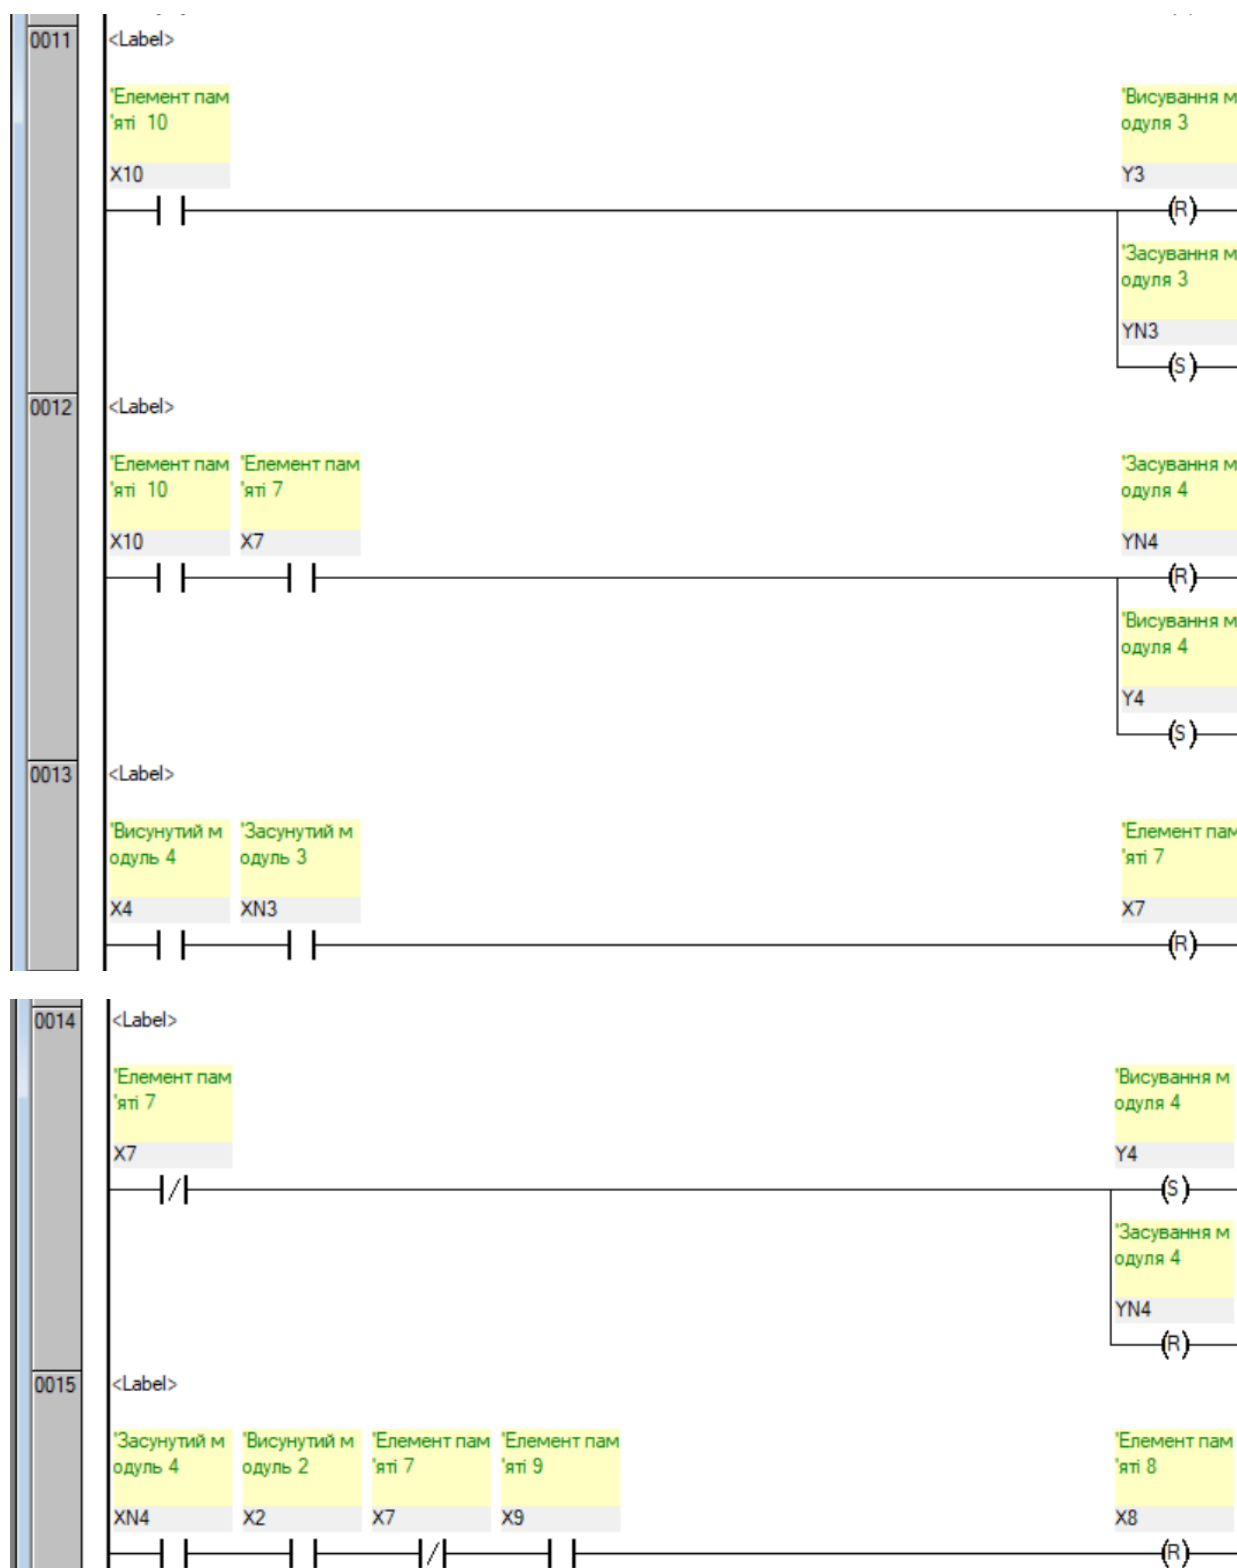 0011
<Label>
'Елемент пам 'Висування м
'яті 10 одуля 3
X10 Y3
(R)
'Засування м
одуля 3
YN3
(S)
0012
<Label>
'Елемент пам 'Елемент пам 'Засування м
'яті 10 'яті 7 одуля 4
X10 X7 YN4
(R)
'Висування м
одуля 4
Y4
(S)
0013
<Label>
'Висунутий м 'Засунутий м 'Елемент пам
одуль 4 одуль 3 'яті 7
X4 XN3 X7
(R)
0014
<Label>
'Елемент пам 'Висування м
'яті 7 одуля 4
X7 Y4
/ (S)
'Засування м
одуля 4
YN4
(R)
0015
<Label>
'Засунутий м 'Висунутий м 'Елемент пам 'Елемент пам 'Елемент пам
одуль 4 одуль 2 'яті 7 'яті 9 'яті 8
XN4 X2 X7 X9 X8
/ (R)